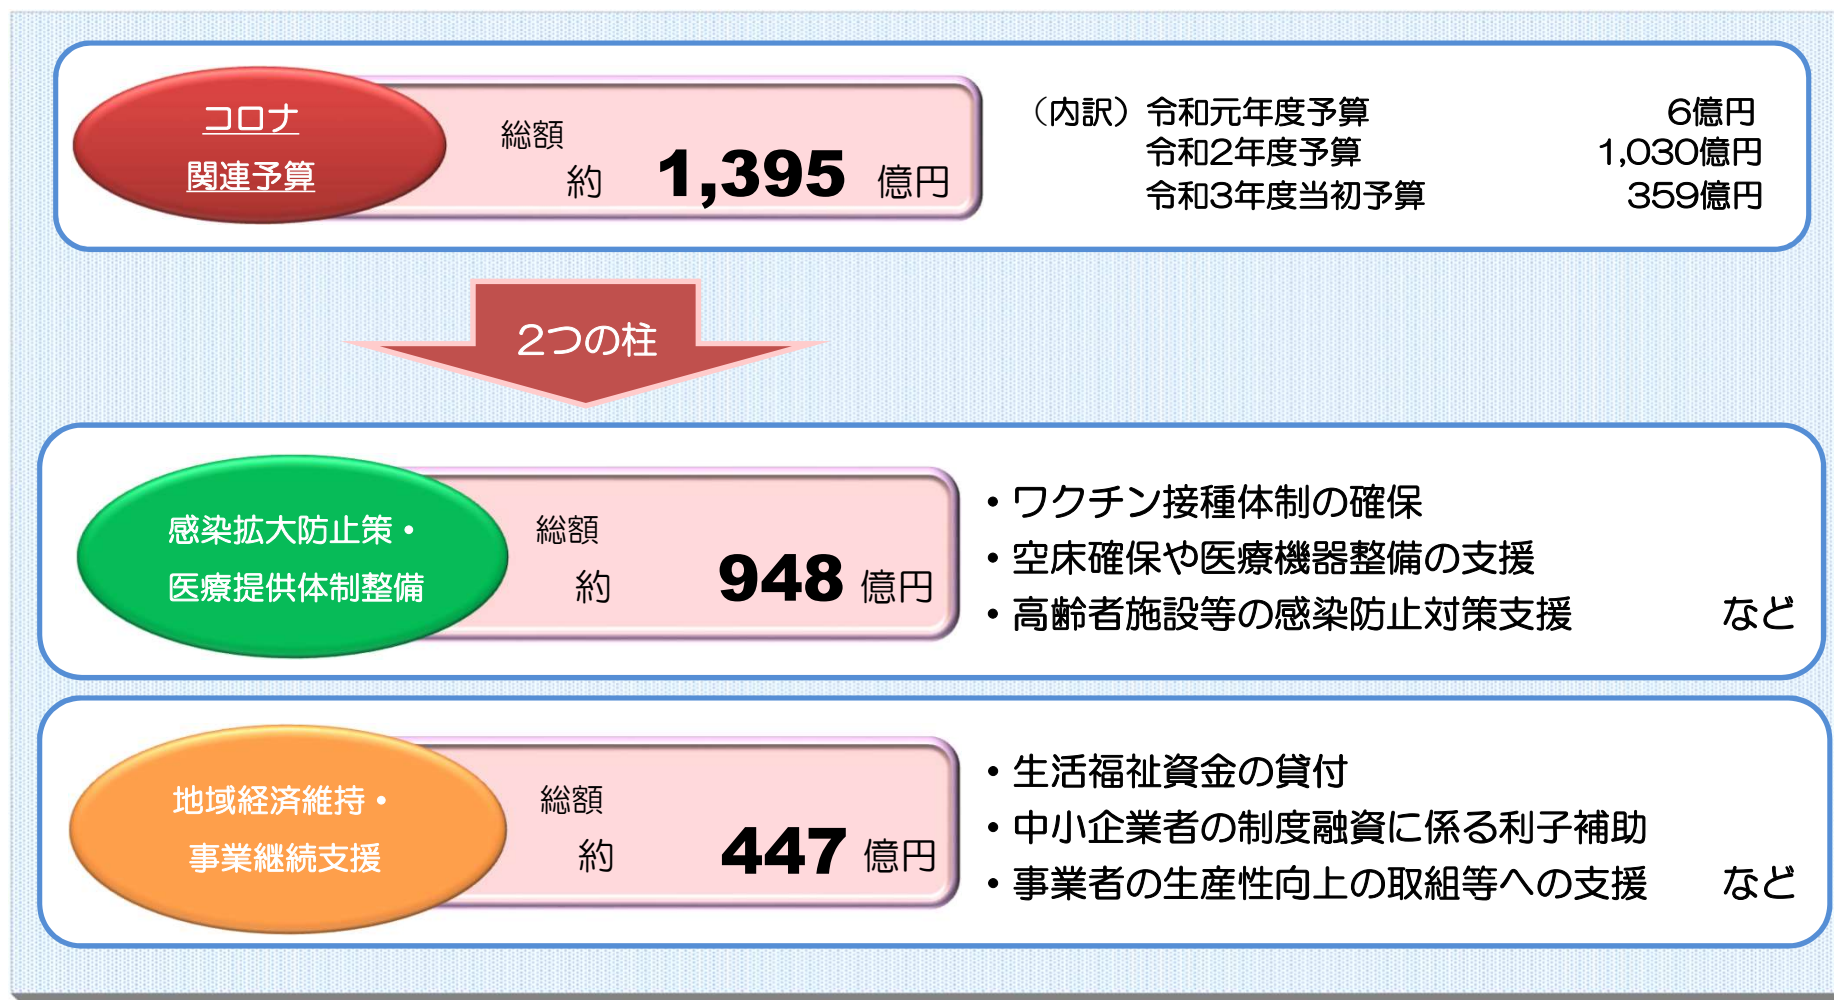 コロナ
関連予算
総額
約 1,395 億円
（内訳）令和元年度予算 6億円
令和2年度予算 1,030億円
令和3年度当初予算 359億円
2つの柱
感染拡大防止策・
医療提供体制整備
総額
約 948 億円
・ワクチン接種体制の確保
・空床確保や医療機器整備の支援
・高齢者施設等の感染防止対策支援 など
地域経済維持・
事業継続支援
総額
約 447 億円
・生活福祉資金の貸付
・中小企業者の制度融資に係る利子補助
・事業者の生産性向上の取組等への支援 など